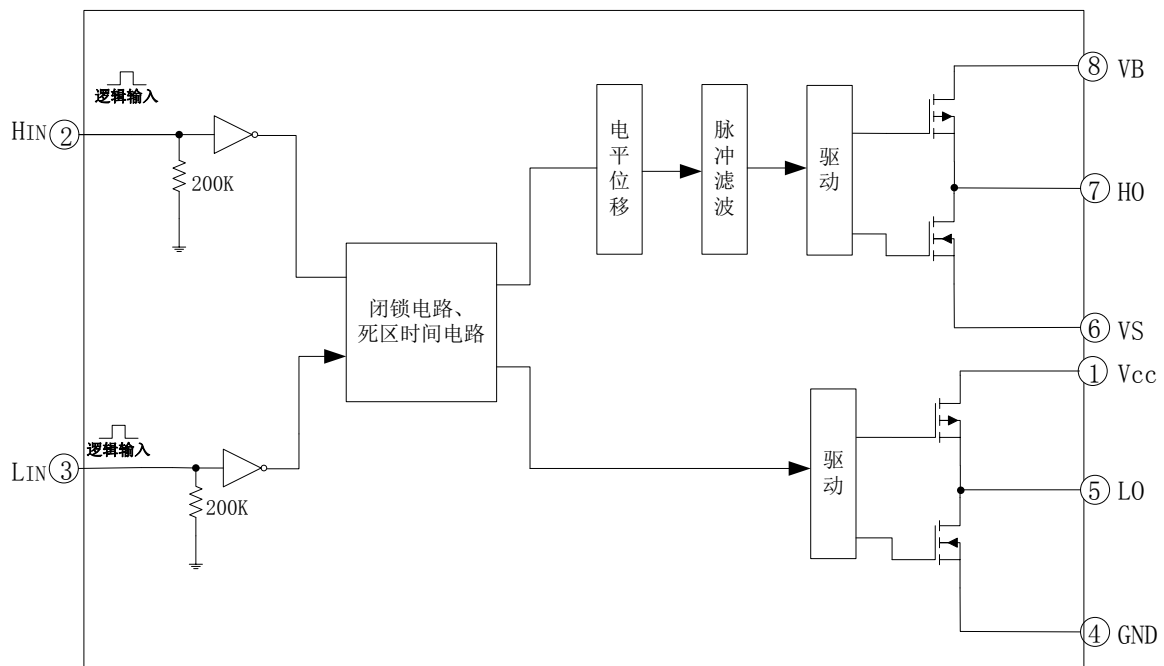 逻辑输入
HIN ②
200K
闭锁电路、
死区时间电路
逻辑输入
LIN ③
200K
电平位移
脉冲滤波
驱动
驱动
⑧ VB
⑦ HO
⑥ VS
① Vcc
⑤ LO
④ GND